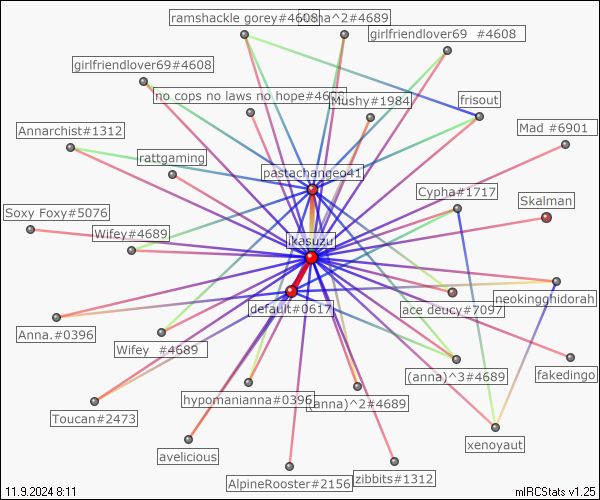 ramshackle gorey#4608
(anna^2#4689
girlfriendlover69 #4608
girlfriendlover69#4608
no cops no laws no hope#4608
Mushy#1984
frisout
Annarchist#1312
Mad #6901
rattgaming
pastachangeo41
Cypha#1717
Skalman
Soxy Foxy#5076
Wifey#4689
ikasuzu
neokingghidorah
default#0617
ace deucy#7097
Anna.#0396
Wifey #4689
(anna)^3#4689
fakedingo
hypomanianna#0396
(anna)^2#4689
Toucan#2473
xenoyaut
avelicious
AlpineRooster#2156
zibbits#1312
11.9.2024 8:11
mIRCStats v1.25